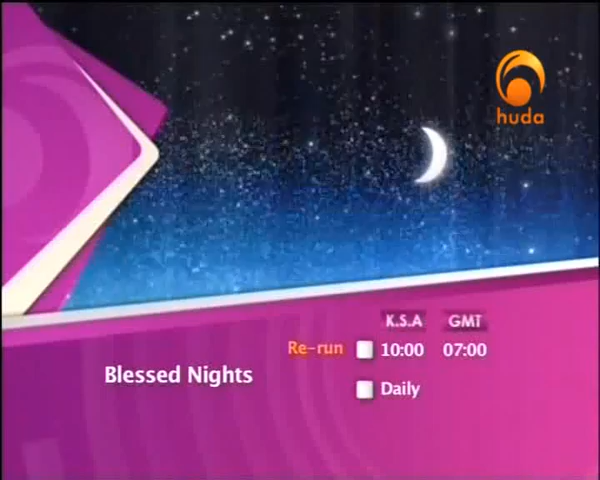 huda
K.S.A GMT
Re-run 10:00 07:00
Blessed Nights
Daily